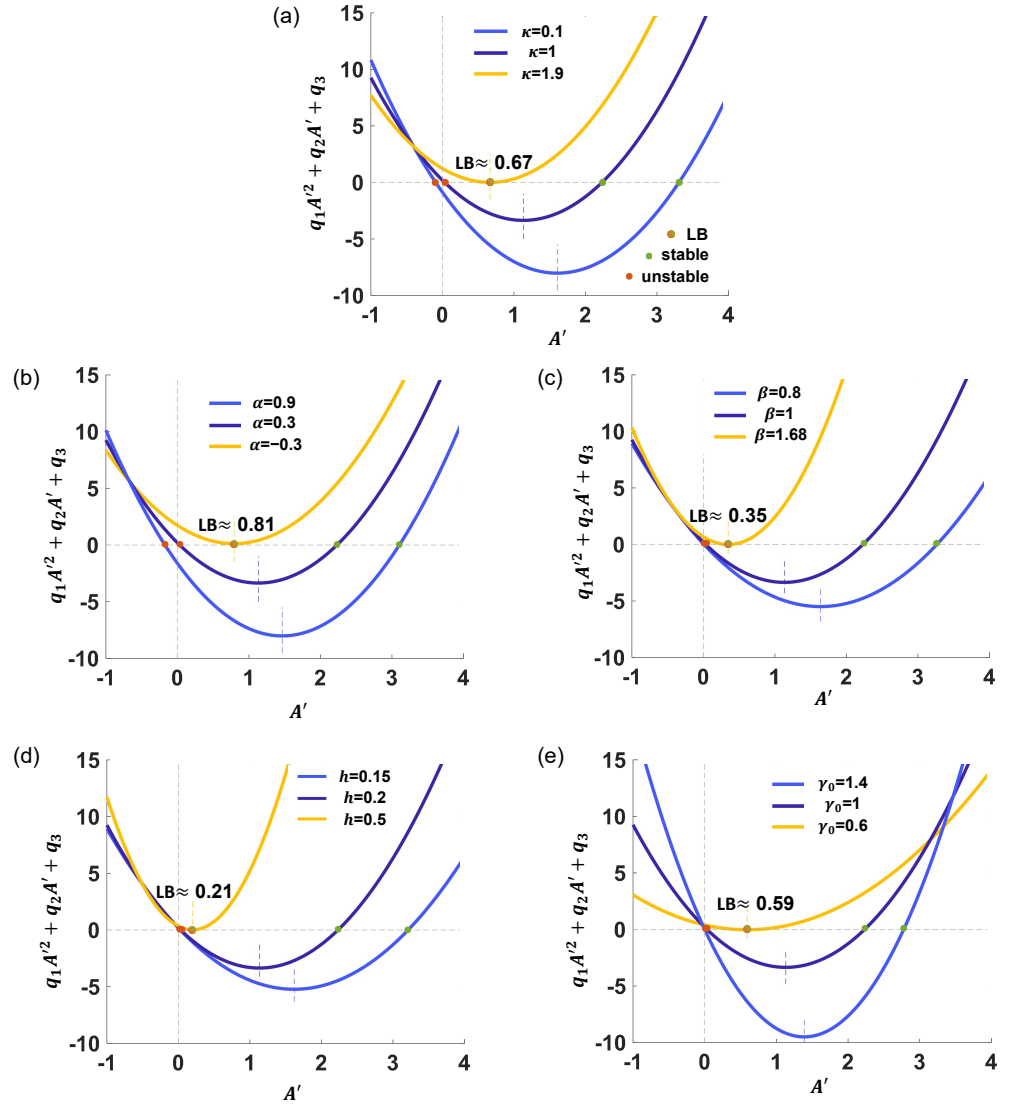 (a)
κ=0.1
κ=1
κ=1.9
LB≈ 0.67
LB
stable
unstable
q₁A′² + q₂A′ + q₃
10
5
0
-5
-10
-1 0 1 2 3 4
A′
(b)
α=0.9
α=0.3
α=−0.3
LB≈ 0.81
q₁A′² + q₂A′ + q₃
15
10
5
0
-5
-10
-1 0 1 2 3 4
A′
(c)
β=0.8
β=1
β=1.68
LB≈ 0.35
q₁A′² + q₂A′ + q₃
15
10
5
0
-5
-10
-1 0 1 2 3 4
A′
(d)
h=0.15
h=0.2
h=0.5
LB≈ 0.21
q₁A′² + q₂A′ + q₃
15
10
5
0
-5
-10
-1 0 1 2 3 4
A′
(e)
γ₀=1.4
γ₀=1
γ₀=0.6
LB≈ 0.59
q₁A′² + q₂A′ + q₃
15
10
5
0
-5
-10
-1 0 1 2 3 4
A′